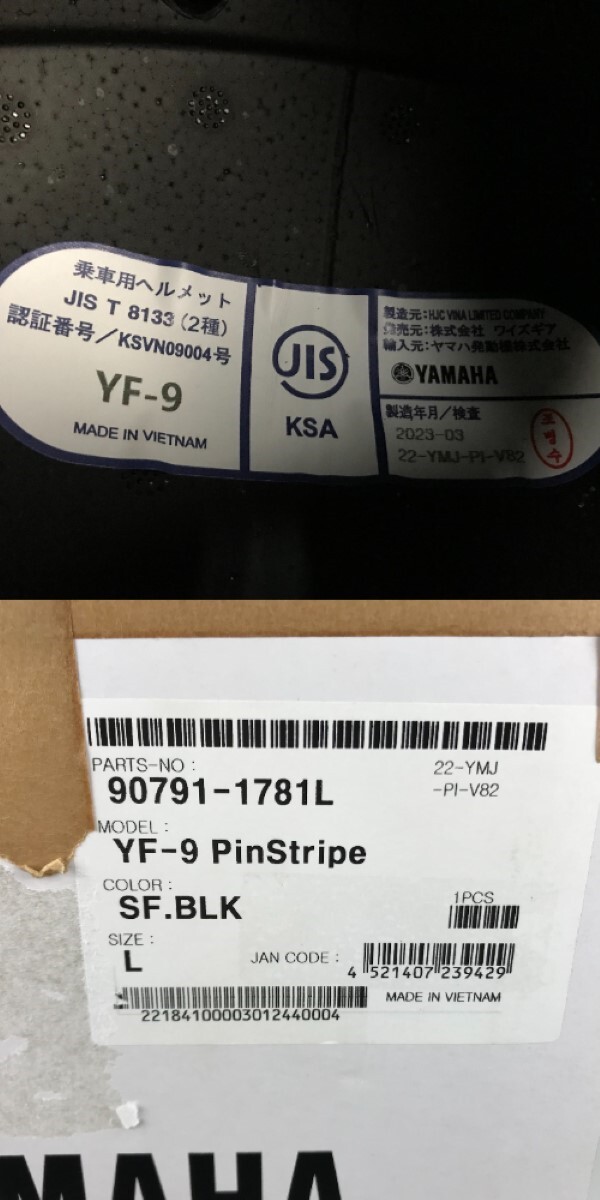 乗車用ヘルメット
JIS T 8133 (2種)
認証番号／KSVN09004号
YF-9
MADE IN VIETNAM
JIS
KSA
製造元:HJC VINA LIMITED COMPANY
発売元:株式会社 ワイズギア
輸入元:ヤマハ発動機株式会社
YAMAHA
製造年月／検査
2023-03
22-YMJ-PI-V82
조명수
PARTS-NO :
90791-1781L
22-YMJ
-PI-V82
MODEL :
YF-9 PinStripe
COLOR :
SF.BLK
1PCS
SIZE :
L
JAN CODE :
4 521407 239429
MADE IN VIETNAM
22184100003012440004
MAHA